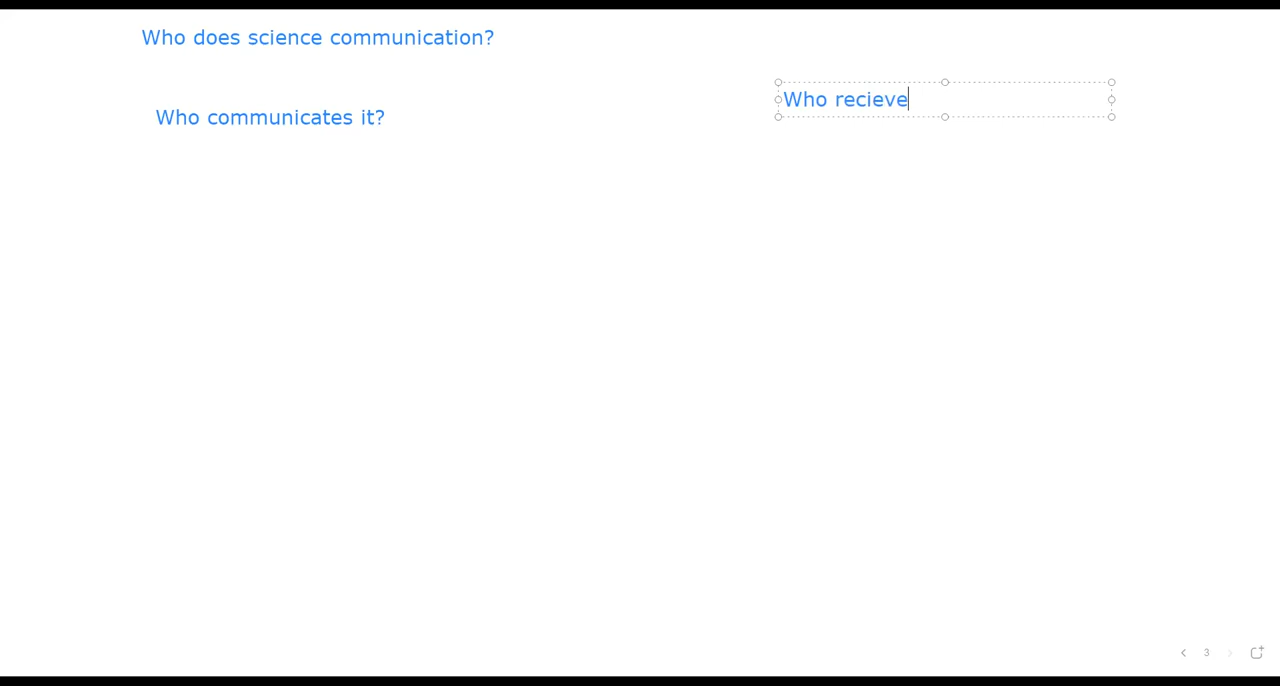 Who does science communication?
Who communicates it?
Who recieve
3